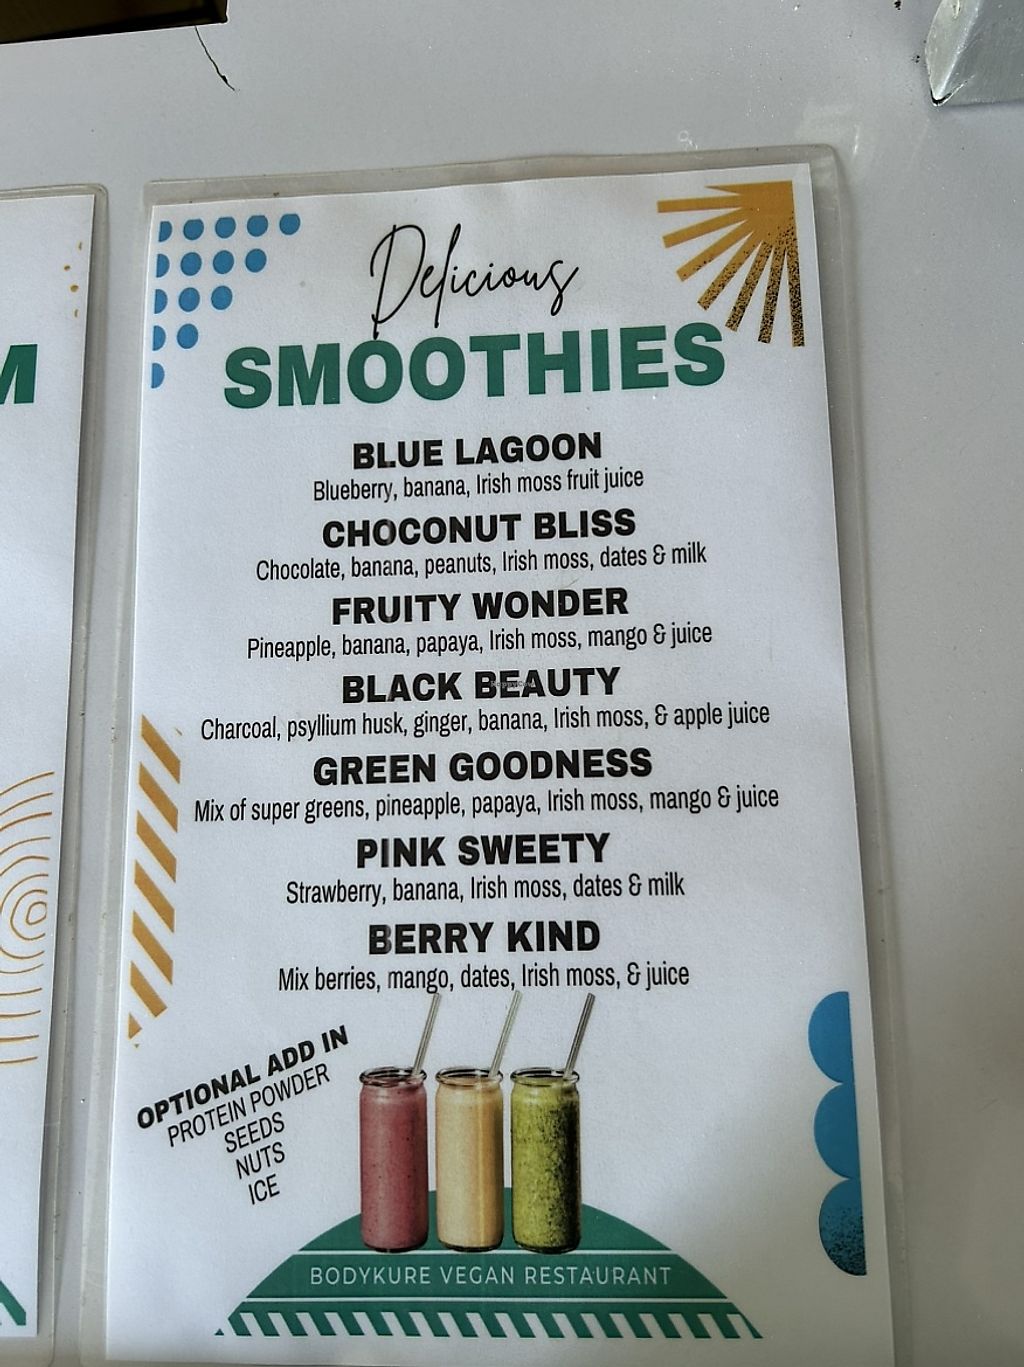 Delicious
SMOOTHIES
BLUE LAGOON
Blueberry, banana, Irish moss fruit juice
CHOCONUT BLISS
Chocolate, banana, peanuts, Irish moss, dates & milk
FRUITY WONDER
Pineapple, banana, papaya, Irish moss, mango & juice
BLACK BEAUTY
Charcoal, psyllium husk, ginger, banana, Irish moss, & apple juice
GREEN GOODNESS
Mix of super greens, pineapple, papaya, Irish moss, mango & juice
PINK SWEETY
Strawberry, banana, Irish moss, dates & milk
BERRY KIND
Mix berries, mango, dates, Irish moss, & juice
OPTIONAL ADD IN
PROTEIN POWDER
SEEDS
NUTS
ICE
BODYKURE VEGAN RESTAURANT
M